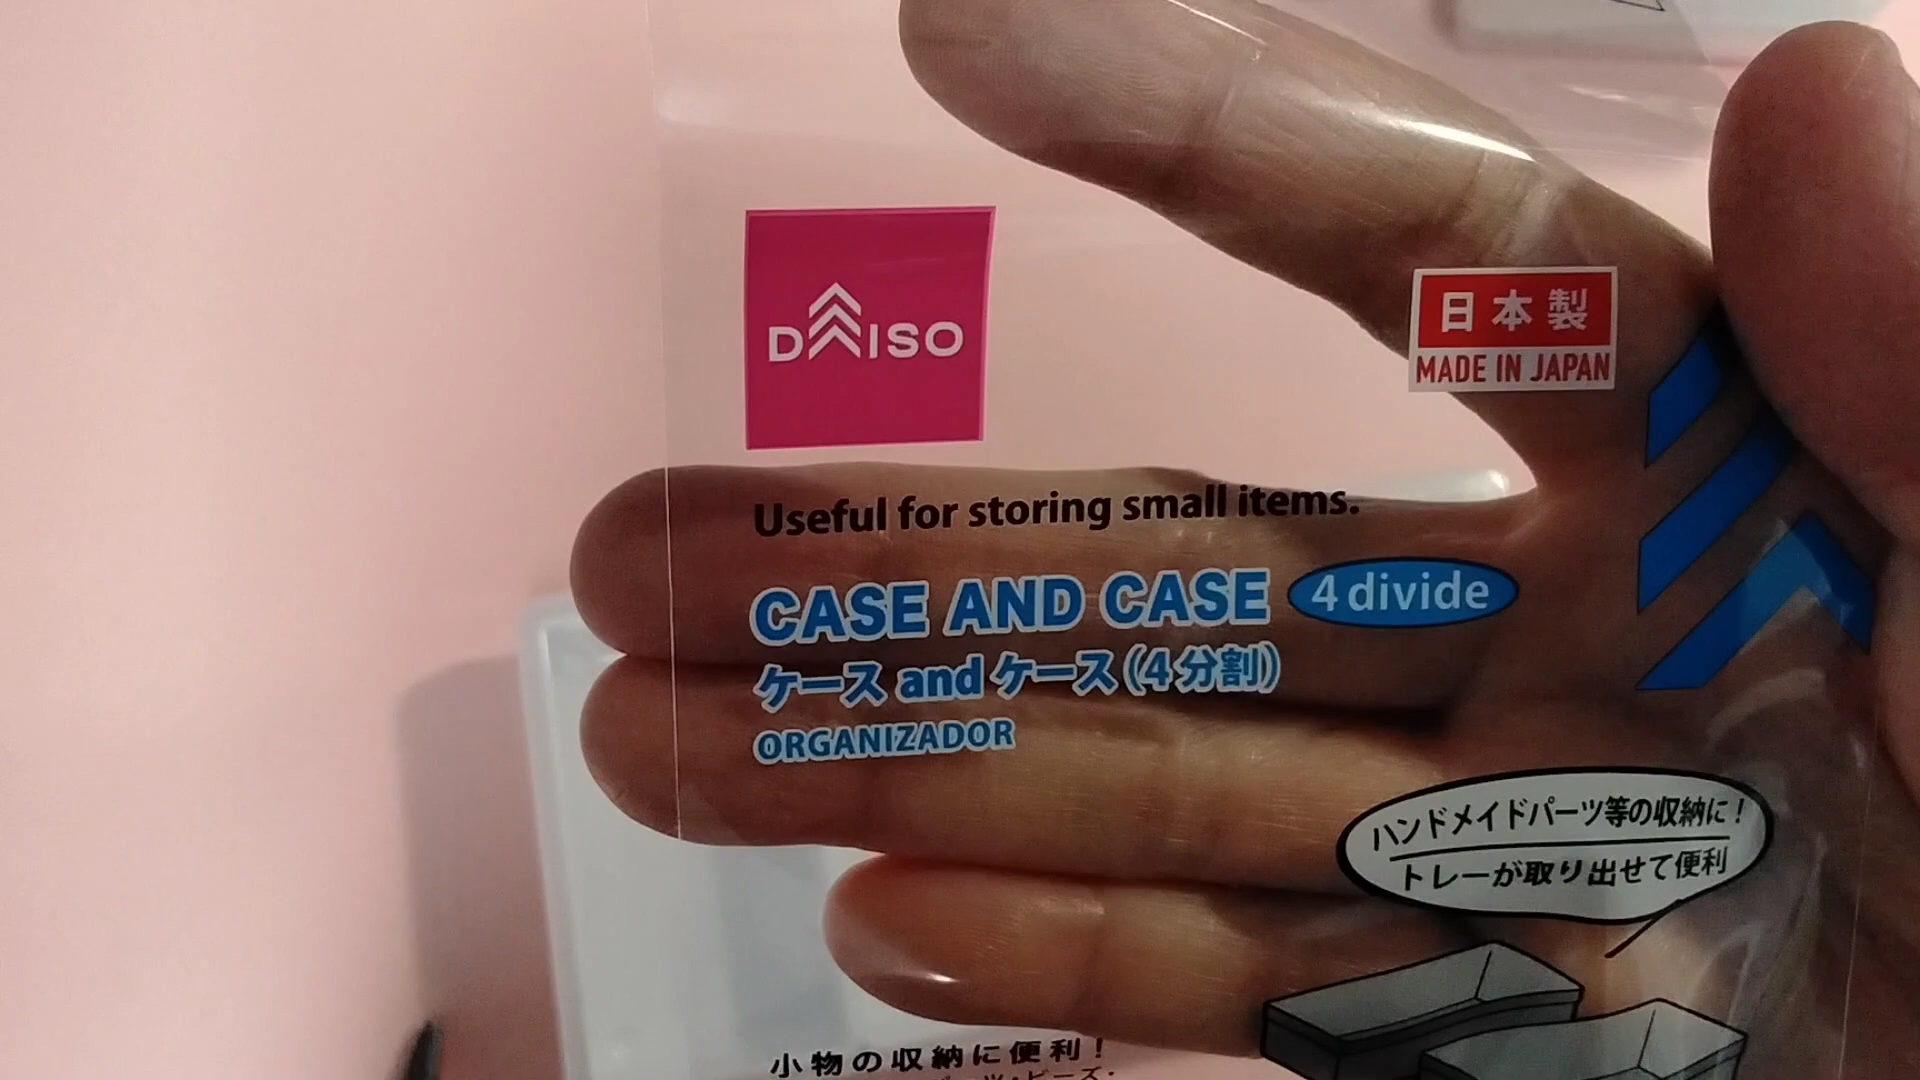 DAISO
日本製
MADE IN JAPAN
Useful for storing small items.
CASE AND CASE 4 divide
ケース and ケース(4分割)
ORGANIZADOR
ハンドメイドパーツ等の収納に!
トレーが取り出せて便利
小物の収納に便利!